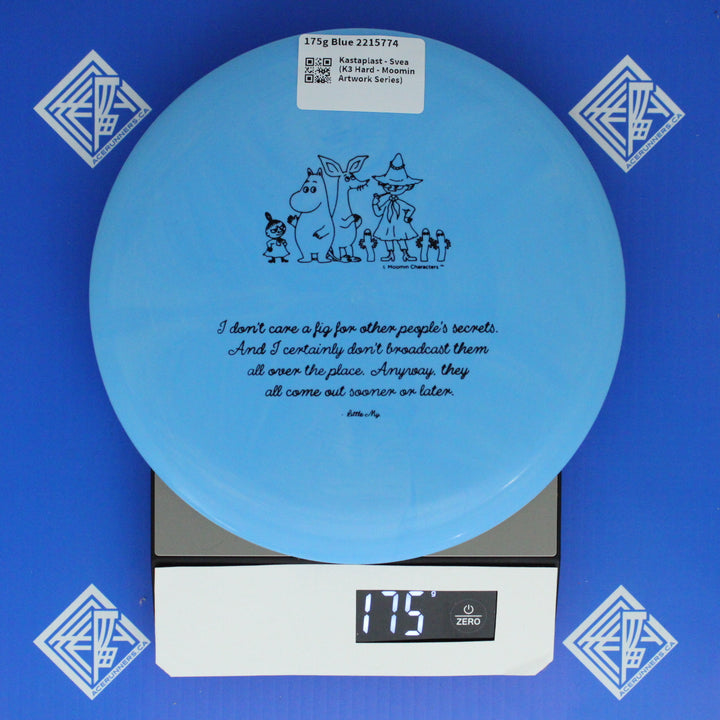 175g Blue 2215774
Kastaplast - Svea
(K3 Hard - Moomin
Artwork Series)
ACERUNNERS.CA
ACERUNNERS.CA
© Moomin Characters ™
I don't care a fig for other people's secrets.
And I certainly don't broadcast them
all over the place. Anyway, they
all come out sooner or later.
- Little My
175 g
ZERO
ACERUNNERS.CA
ACERUNNERS.CA